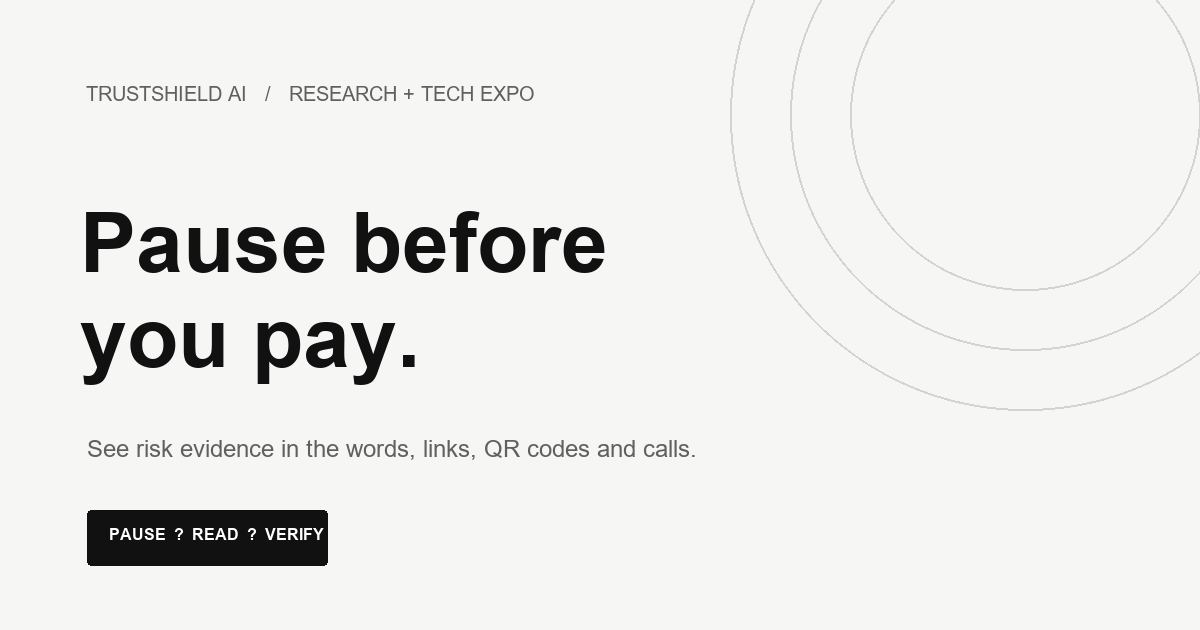 TRUSTSHIELD AI / RESEARCH + TECH EXPO
Pause before
you pay.
See risk evidence in the words, links, QR codes and calls.
PAUSE ? READ ? VERIFY